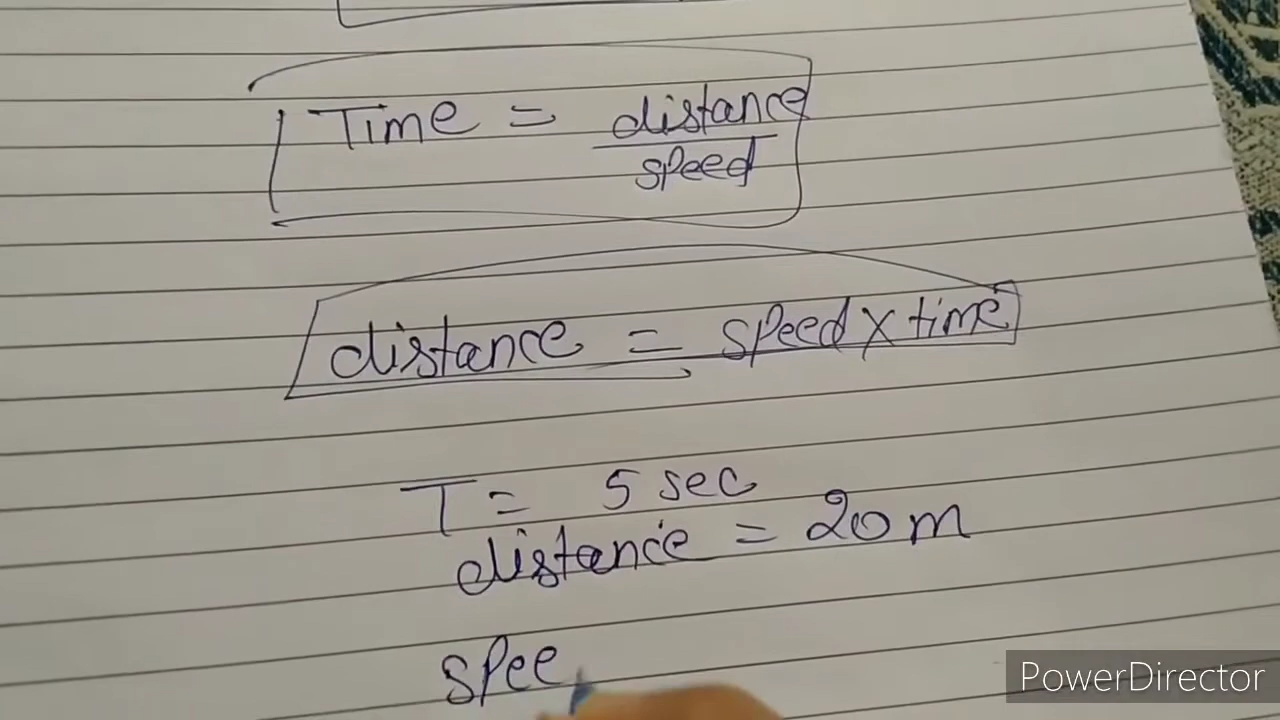 Time = distance
speed
distance = speed x time
T = 5 sec
distance = 20 m
spee
PowerDirector